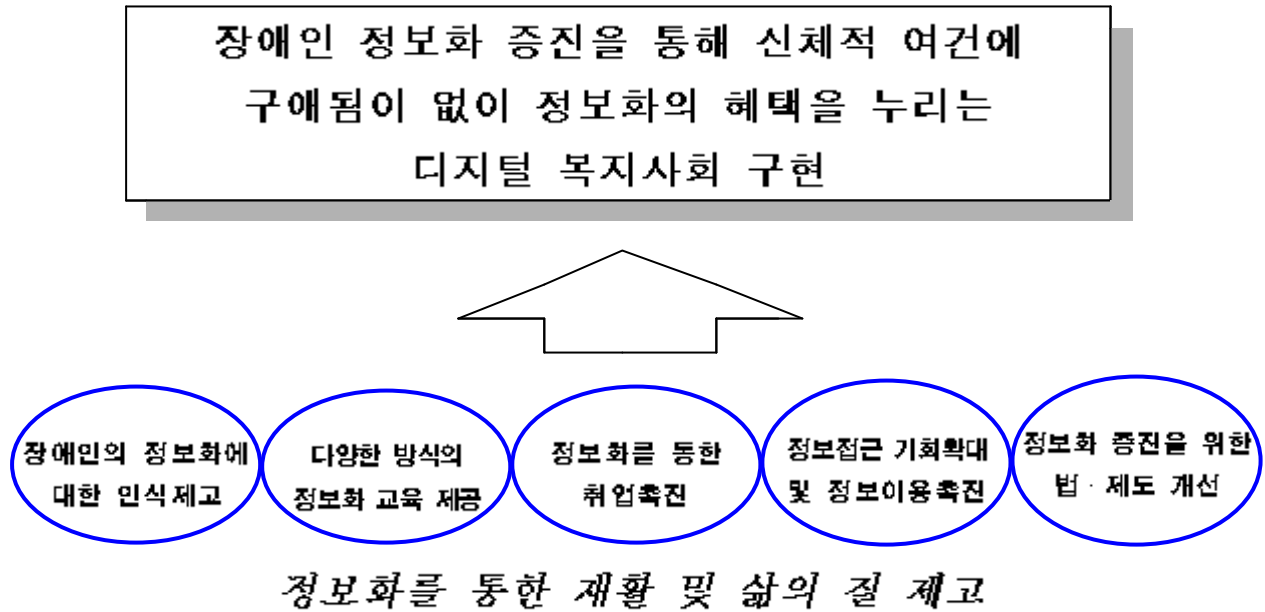 장애인 정보화 증진을 통해 신체적 여건에
구애됨이 없이 정보화의 혜택을 누리는
디지털 복지사회 구현
장애인의 정보화에
대한 인식제고
다양한 방식의
정보화 교육 제공
정보화를 통한
취업촉진
정보접근 기회확대
및 정보이용촉진
정보화 증진을 위한
법·제도 개선
정보화를 통한 재활 및 삶의 질 제고